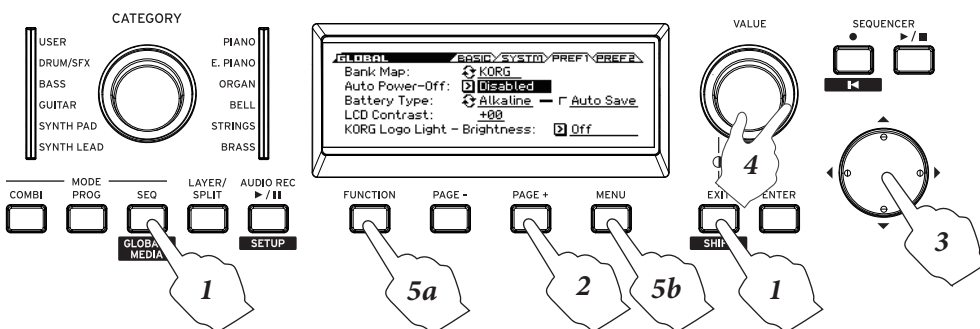 CATEGORY
USER
DRUM/SFX
BASS
GUITAR
SYNTH PAD
SYNTH LEAD
PIANO
E. PIANO
ORGAN
BELL
STRINGS
BRASS
GLOBAL BASIC SYSTM PREF1 PREF2
Bank Map: KORG
Auto Power-Off: Disabled
Battery Type: Alkaline Auto Save
LCD Contrast: +00
KORG Logo Light - Brightness: Off
VALUE
SEQUENCER
4
3
MODE
COMBI PROG SEQ
LAYER/
SPLIT
AUDIO REC
SETUP
GLOBAL
MEDIA
FUNCTION PAGE - PAGE + MENU
EXIT ENTER
SHIFT
1 5a 2 5b 1